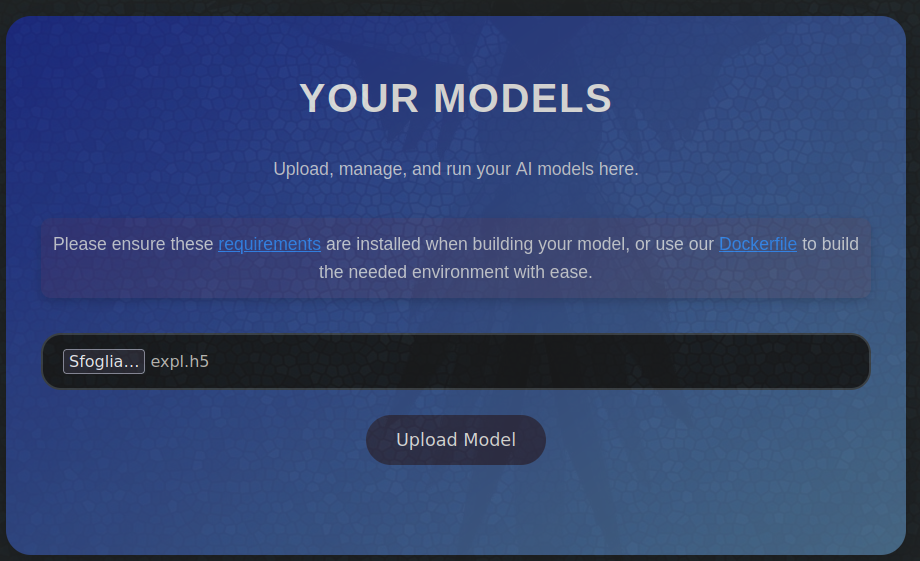 YOUR MODELS
Upload, manage, and run your AI models here.
Please ensure these requirements are installed when building your model, or use our Dockerfile to build
the needed environment with ease.
Sfoglia... expl.h5
Upload Model